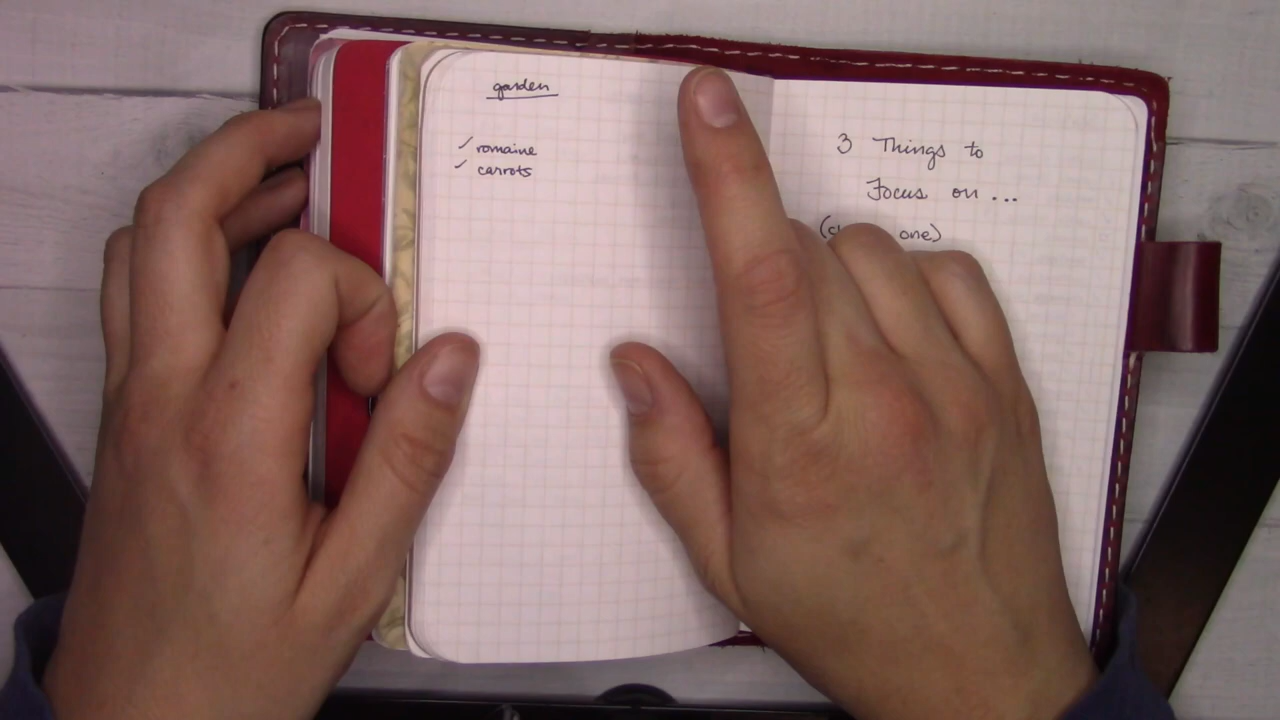 garden
✓ romaine
✓ carrots
3 Things to
Focus on ...
one)